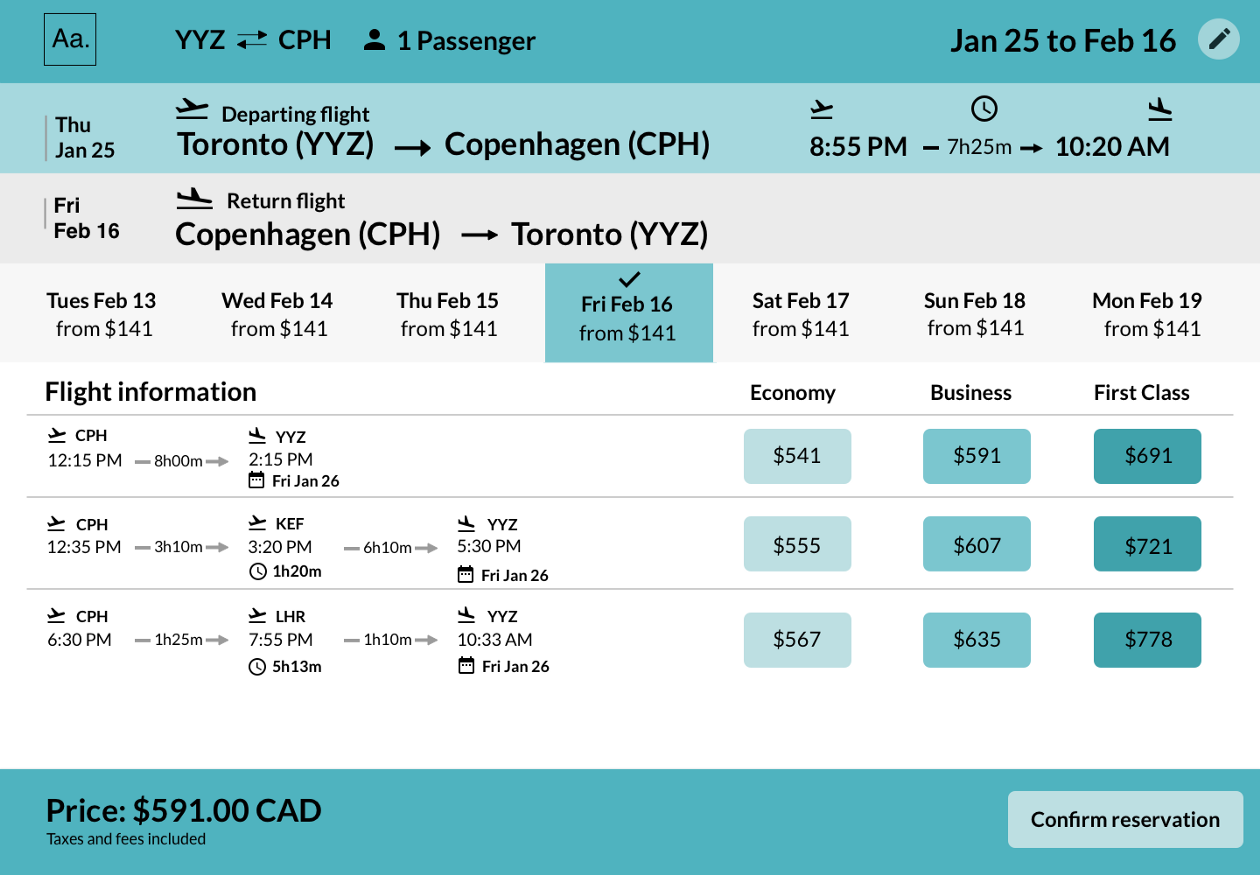 Aa.
YYZ CPH 1 Passenger Jan 25 to Feb 16
Thu
Jan 25
Departing flight
Toronto (YYZ) Copenhagen (CPH)
8:55 PM 7h25m 10:20 AM
Fri
Feb 16
Return flight
Copenhagen (CPH) Toronto (YYZ)
Tues Feb 13 Wed Feb 14 Thu Feb 15 Fri Feb 16 Sat Feb 17 Sun Feb 18 Mon Feb 19
from $141 from $141 from $141 from $141 from $141 from $141 from $141
Flight information Economy Business First Class
CPH YYZ
12:15 PM 8h00m 2:15 PM $541 $591 $691
Fri Jan 26
CPH KEF YYZ
12:35 PM 3h10m 3:20 PM 6h10m 5:30 PM $555 $607 $721
1h20m Fri Jan 26
CPH LHR YYZ
6:30 PM 1h25m 7:55 PM 1h10m 10:33 AM $567 $635 $778
5h13m Fri Jan 26
Price: $591.00 CAD
Taxes and fees included
Confirm reservation